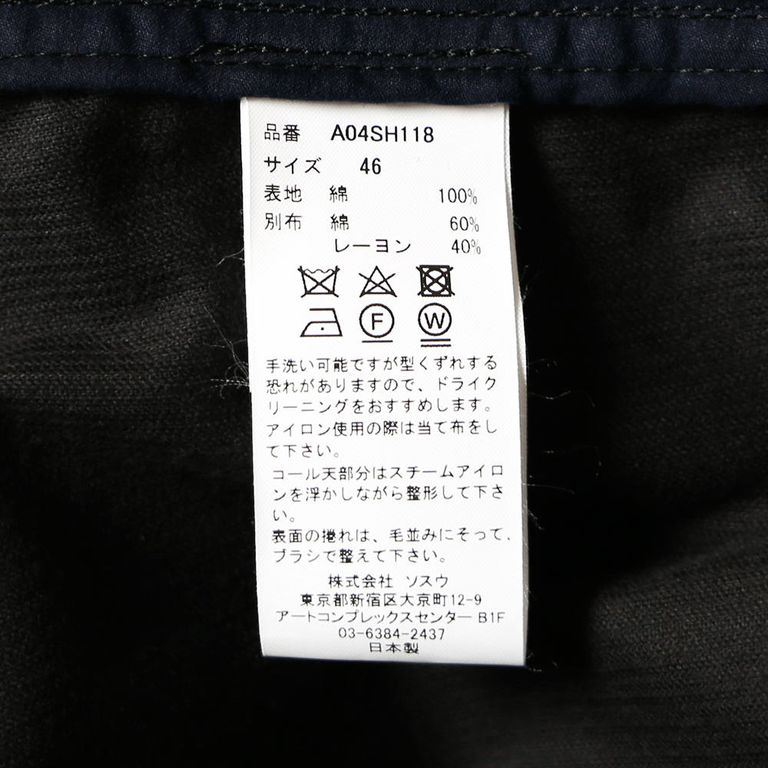 品番 A04SH118
サイズ 46
表地 綿 100%
別布 綿 60%
レーヨン 40%
F W
手洗い可能ですが型くずれする
恐れがありますので、ドライク
リーニングをおすすめします。
アイロン使用の際は当て布をし
て下さい。
コール天部分はスチームアイロ
ンを浮かしながら整形して下さ
い。
表面の捲れは、毛並みにそって、
ブラシで整えて下さい。
株式会社 ソスウ
東京都新宿区大京町12-9
アートコンプレックスセンター B1F
03-6384-2437
日本製